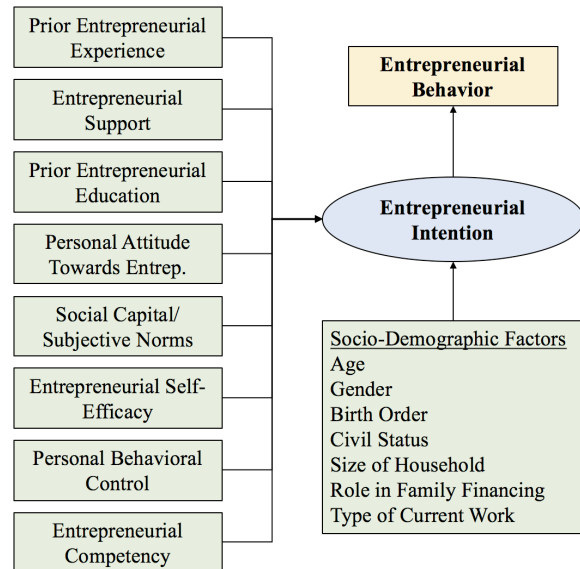 Prior Entrepreneurial
Experience
Entrepreneurial
Support
Prior Entrepreneurial
Education
Personal Attitude
Towards Entrep.
Social Capital/
Subjective Norms
Entrepreneurial Self-
Efficacy
Personal Behavioral
Control
Entrepreneurial
Competency
Entrepreneurial
Behavior
Entrepreneurial
Intention
Socio-Demographic Factors
Age
Gender
Birth Order
Civil Status
Size of Household
Role in Family Financing
Type of Current Work